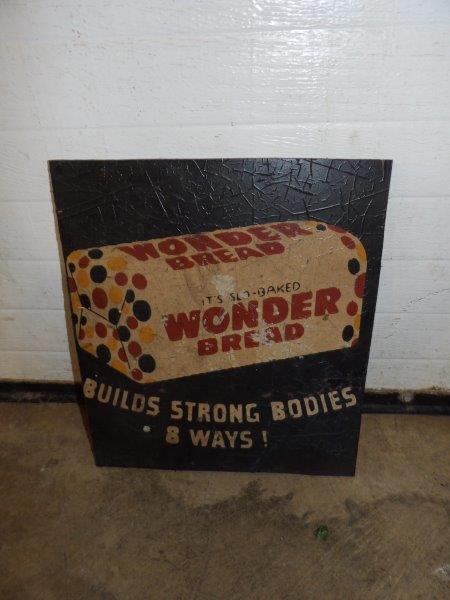 WONDER
BREAD
IT'S SLO-BAKED
WONDER
BREAD
BUILDS STRONG BODIES
8 WAYS!